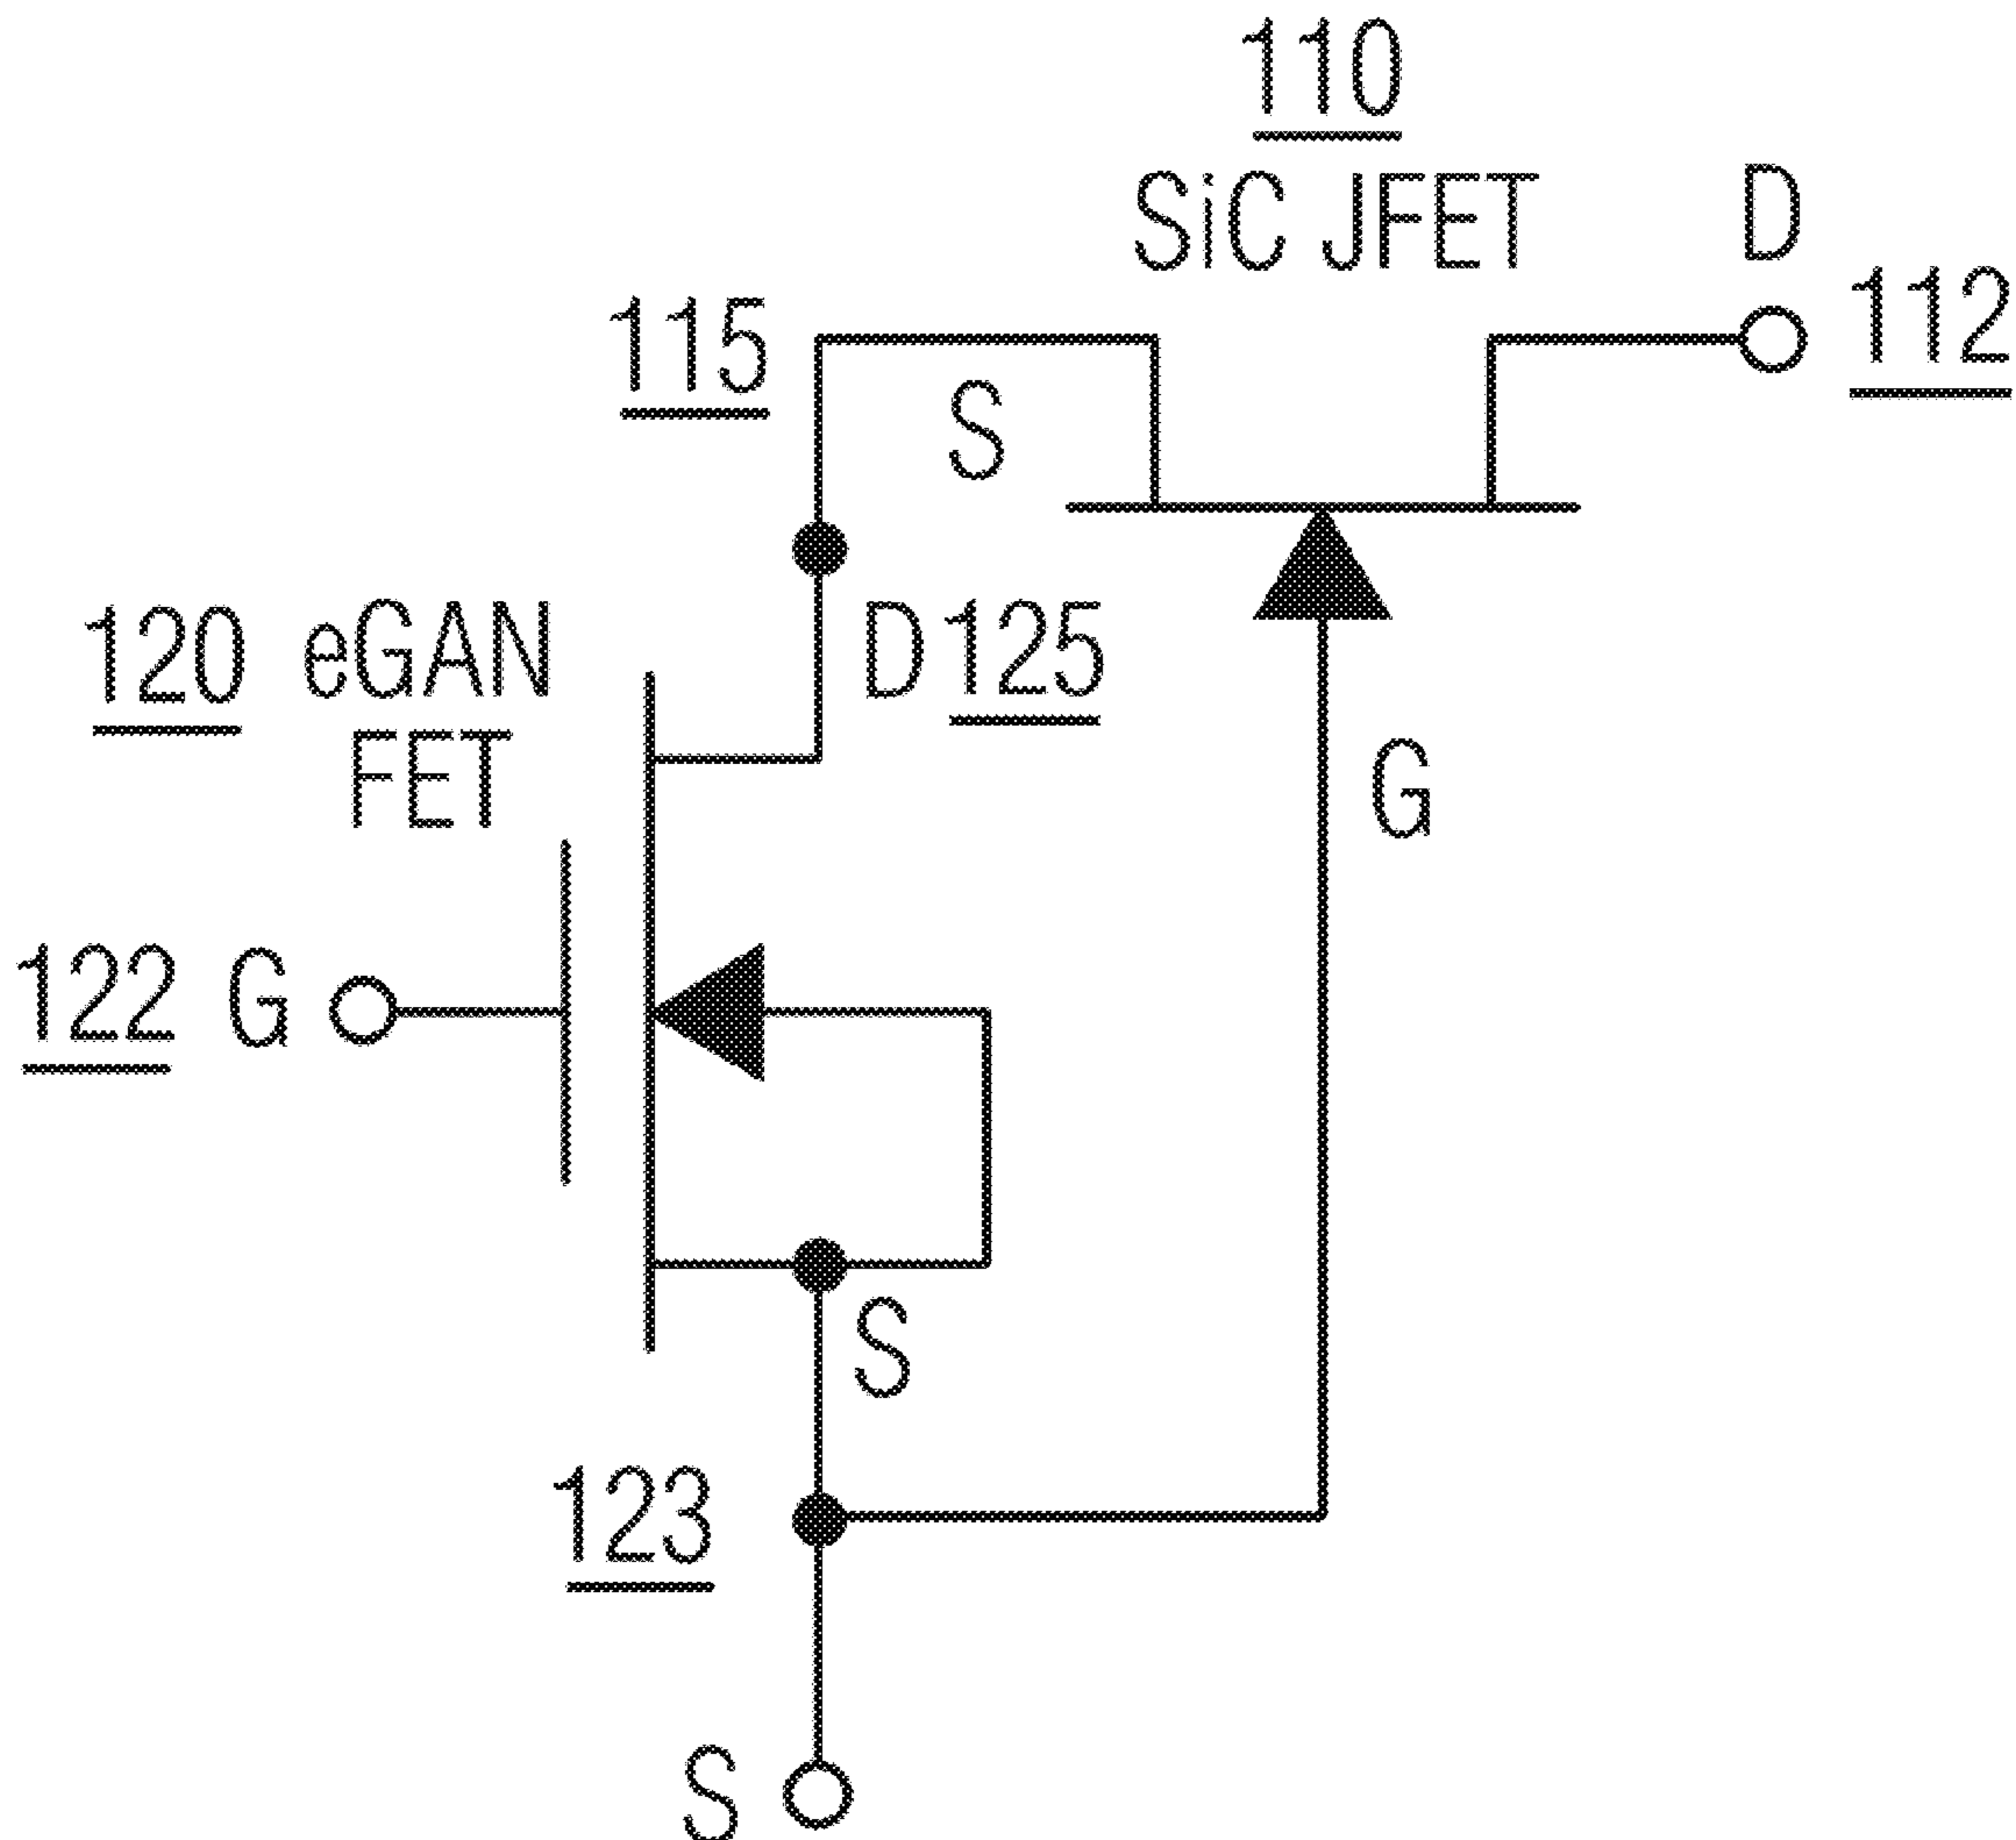 110
SiC JFET
D
112
115
S
120 eGAN
FET
D 125
G
122 G
S
123
S